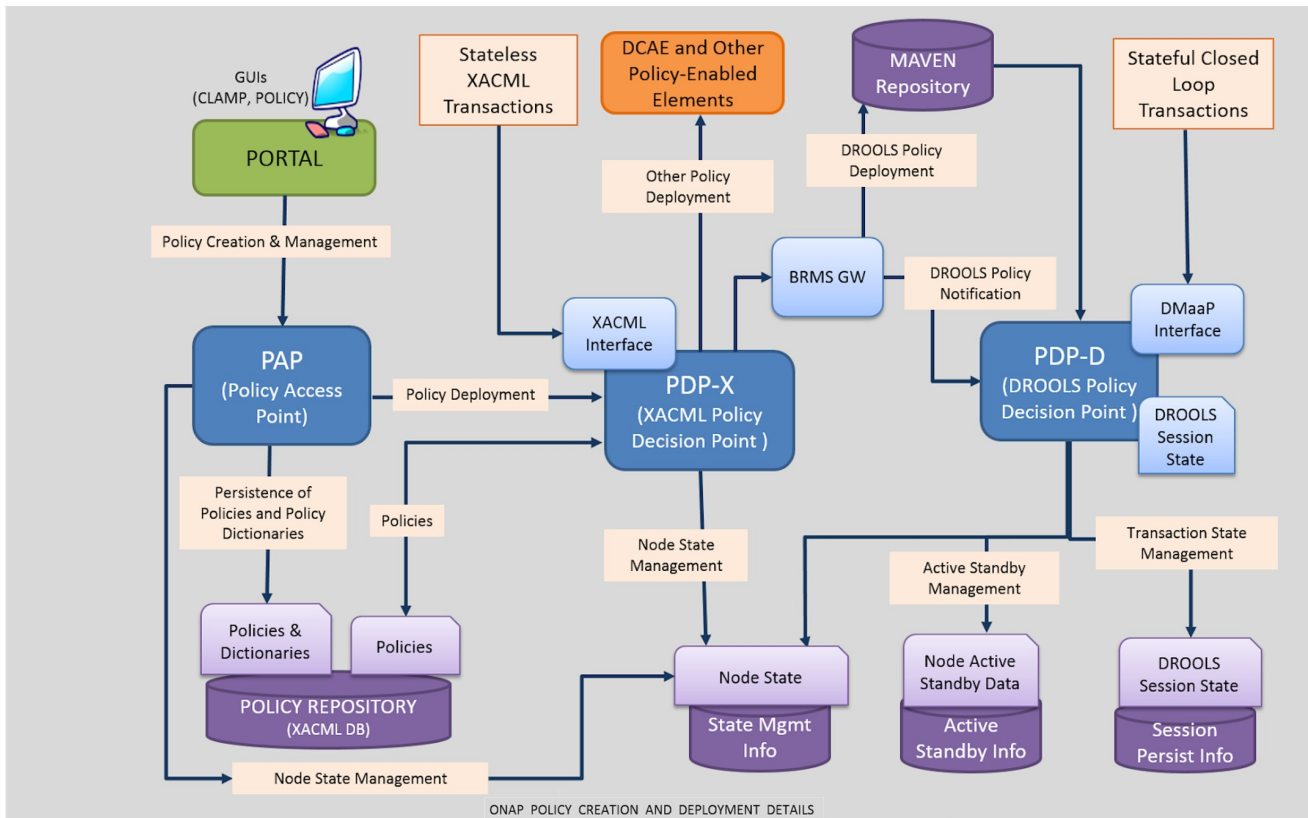 GUIs
(CLAMP, POLICY)
PORTAL
Stateless
XACML
Transactions
DCAE and Other
Policy-Enabled
Elements
MAVEN
Repository
Stateful Closed
Loop
Transactions
Policy Creation & Management
Other Policy
Deployment
DROOLS Policy
Deployment
BRMS GW
DROOLS Policy
Notification
XACML
Interface
DMaaP
Interface
PAP
(Policy Access
Point)
Policy Deployment
PDP-X
(XACML Policy
Decision Point )
PDP-D
(DROOLS Policy
Decision Point )
DROOLS
Session
State
Persistence of
Policies and Policy
Dictionaries
Policies
Node State
Management
Active Standby
Management
Transaction State
Management
Policies &
Dictionaries
Policies
POLICY REPOSITORY
(XACML DB)
Node State
State Mgmt
Info
Node Active
Standby Data
Active
Standby Info
DROOLS
Session State
Session
Persist Info
Node State Management
ONAP POLICY CREATION AND DEPLOYMENT DETAILS